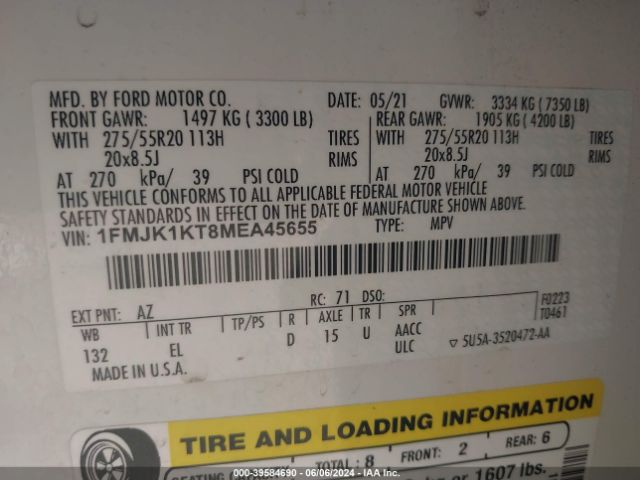 MFD. BY FORD MOTOR CO. DATE: 05/21 GVWR: 3334 KG ( 7350 LB)
FRONT GAWR: 1497 KG ( 3300 LB) REAR GAWR: 1905 KG ( 4200 LB)
WITH 275/55R20 113H TIRES WITH 275/55R20 113H TIRES
20x8.5J RIMS 20x8.5J RIMS
AT 270 kPa/ 39 PSI COLD AT 270 kPa/ 39 PSI COLD
THIS VEHICLE CONFORMS TO ALL APPLICABLE FEDERAL MOTOR VEHICLE
SAFETY STANDARDS IN EFFECT ON THE DATE OF MANUFACTURE SHOWN ABOVE.
VIN: 1FMJK1KT8MEA45655 TYPE: MPV
F0223
EXT PNT: AZ RC: 71 DSO: T0461
WB INT TR TP/PS R AXLE TR SPR
132 EL D 15 U AACC
ULC ▽ 5U5A-3520472-AA
MADE IN U.S.A.
TIRE AND LOADING INFORMATION
TOTAL : 8 FRONT: 2 REAR: 6
or 1607 lbs.
000-39584690 - 06/06/2024 - IAA Inc.